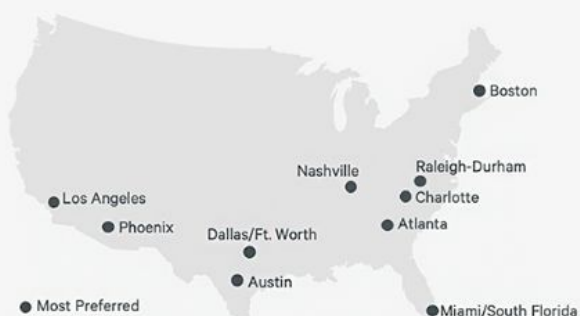 Boston
Nashville
Raleigh-Durham
Los Angeles
Charlotte
Phoenix
Atlanta
Dallas/Ft. Worth
Austin
Most Preferred
Miami/South Florida